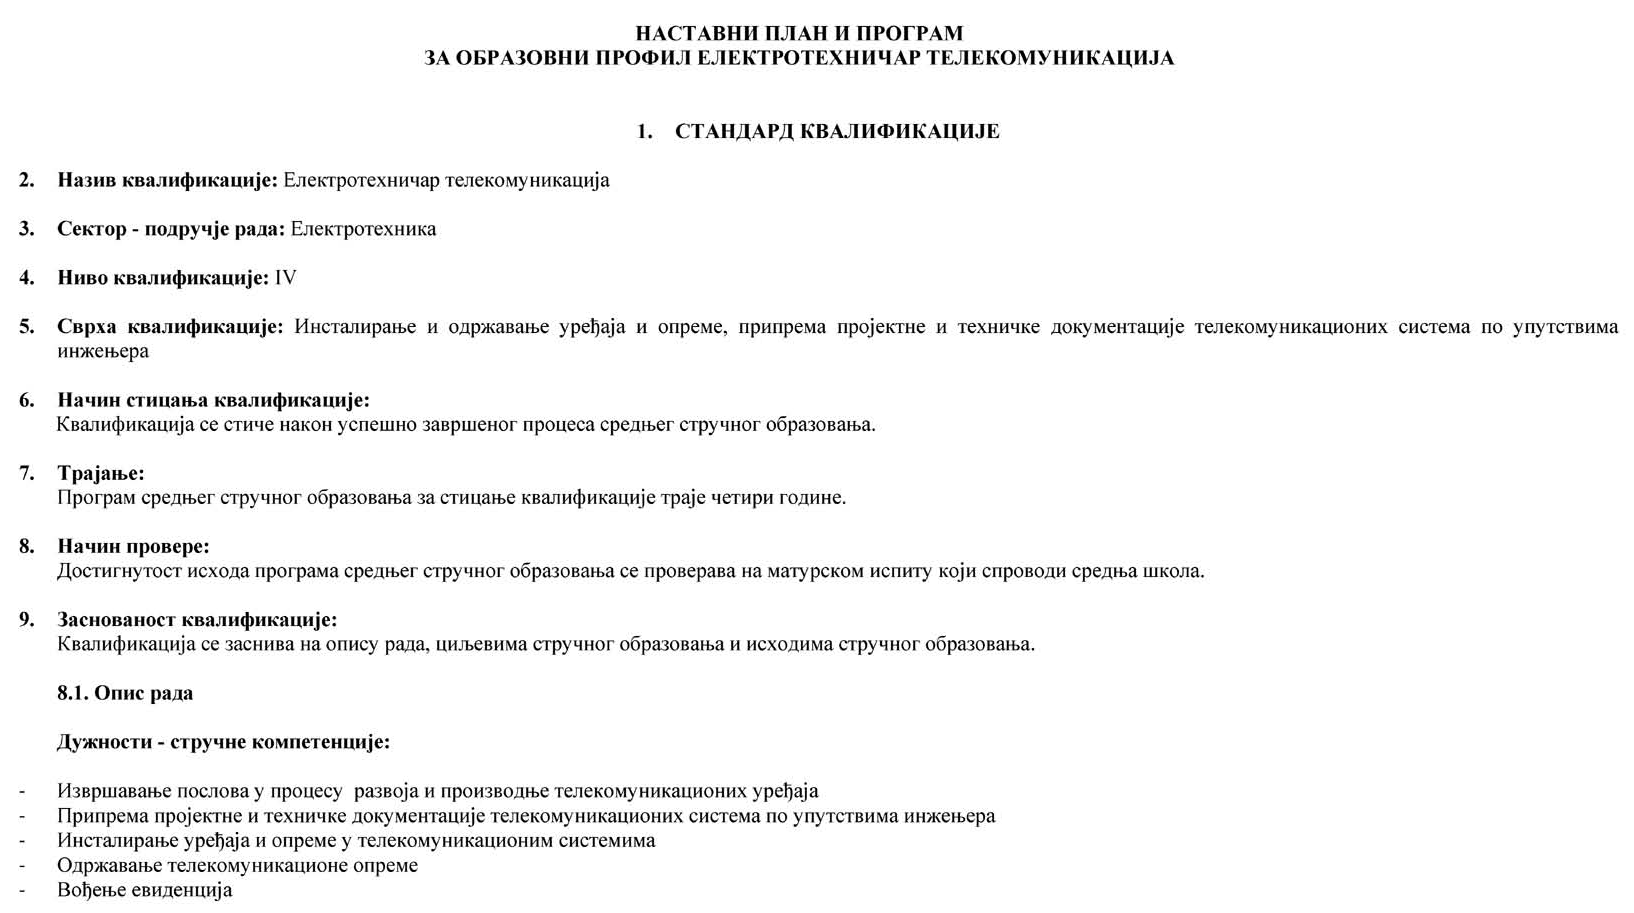 НАСТАВНИ ПЛАН И ПРОГРАМ
ЗА ОБРАЗОВНИ ПРОФИЛ ЕЛЕКТРОТЕХНИЧАР ТЕЛЕКОМУНИКАЦИЈА
1. СТАНДАРД КВАЛИФИКАЦИЈЕ
2. Назив квалификације: Електротехничар телекомуникација
3. Сектор - подручје рада: Електротехника
4. Ниво квалификације: IV
5. Сврха квалификације: Инсталирање и одржавање уређаја и опреме, припрема пројектне и техничке документације телекомуникационих система по упутствима
инжењера
6. Начин стицања квалификације:
Квалификација се стиче након успешно завршеног процеса средњег стручног образовања.
7. Трајање:
Програм средњег стручног образовања за стицање квалификације траје четири године.
8. Начин провере:
Достигнутост исхода програма средњег стручног образовања се проверава на матурском испиту који спроводи средња школа.
9. Заснованост квалификације:
Квалификација се заснива на опису рада, циљевима стручног образовања и исходима стручног образовања.
8.1. Опис рада
Дужности - стручне компетенције:
- Извршавање послова у процесу развоја и производње телекомуникационих уређаја
- Припрема пројектне и техничке документације телекомуникационих система по упутствима инжењера
- Инсталирање уређаја и опреме у телекомуникационим системима
- Одржавање телекомуникационе опреме
- Вођење евиденција